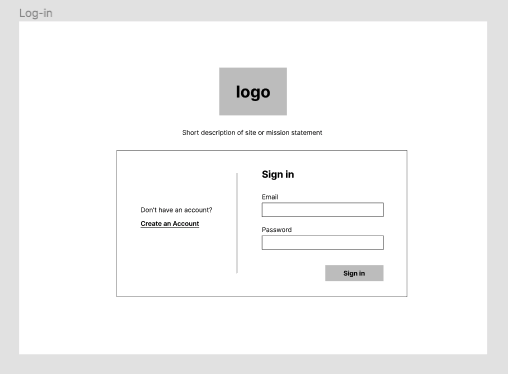 Log-in
logo
Short description of site or mission statement
Don't have an account?
Create an Account
Sign in
Email
Password
Sign in